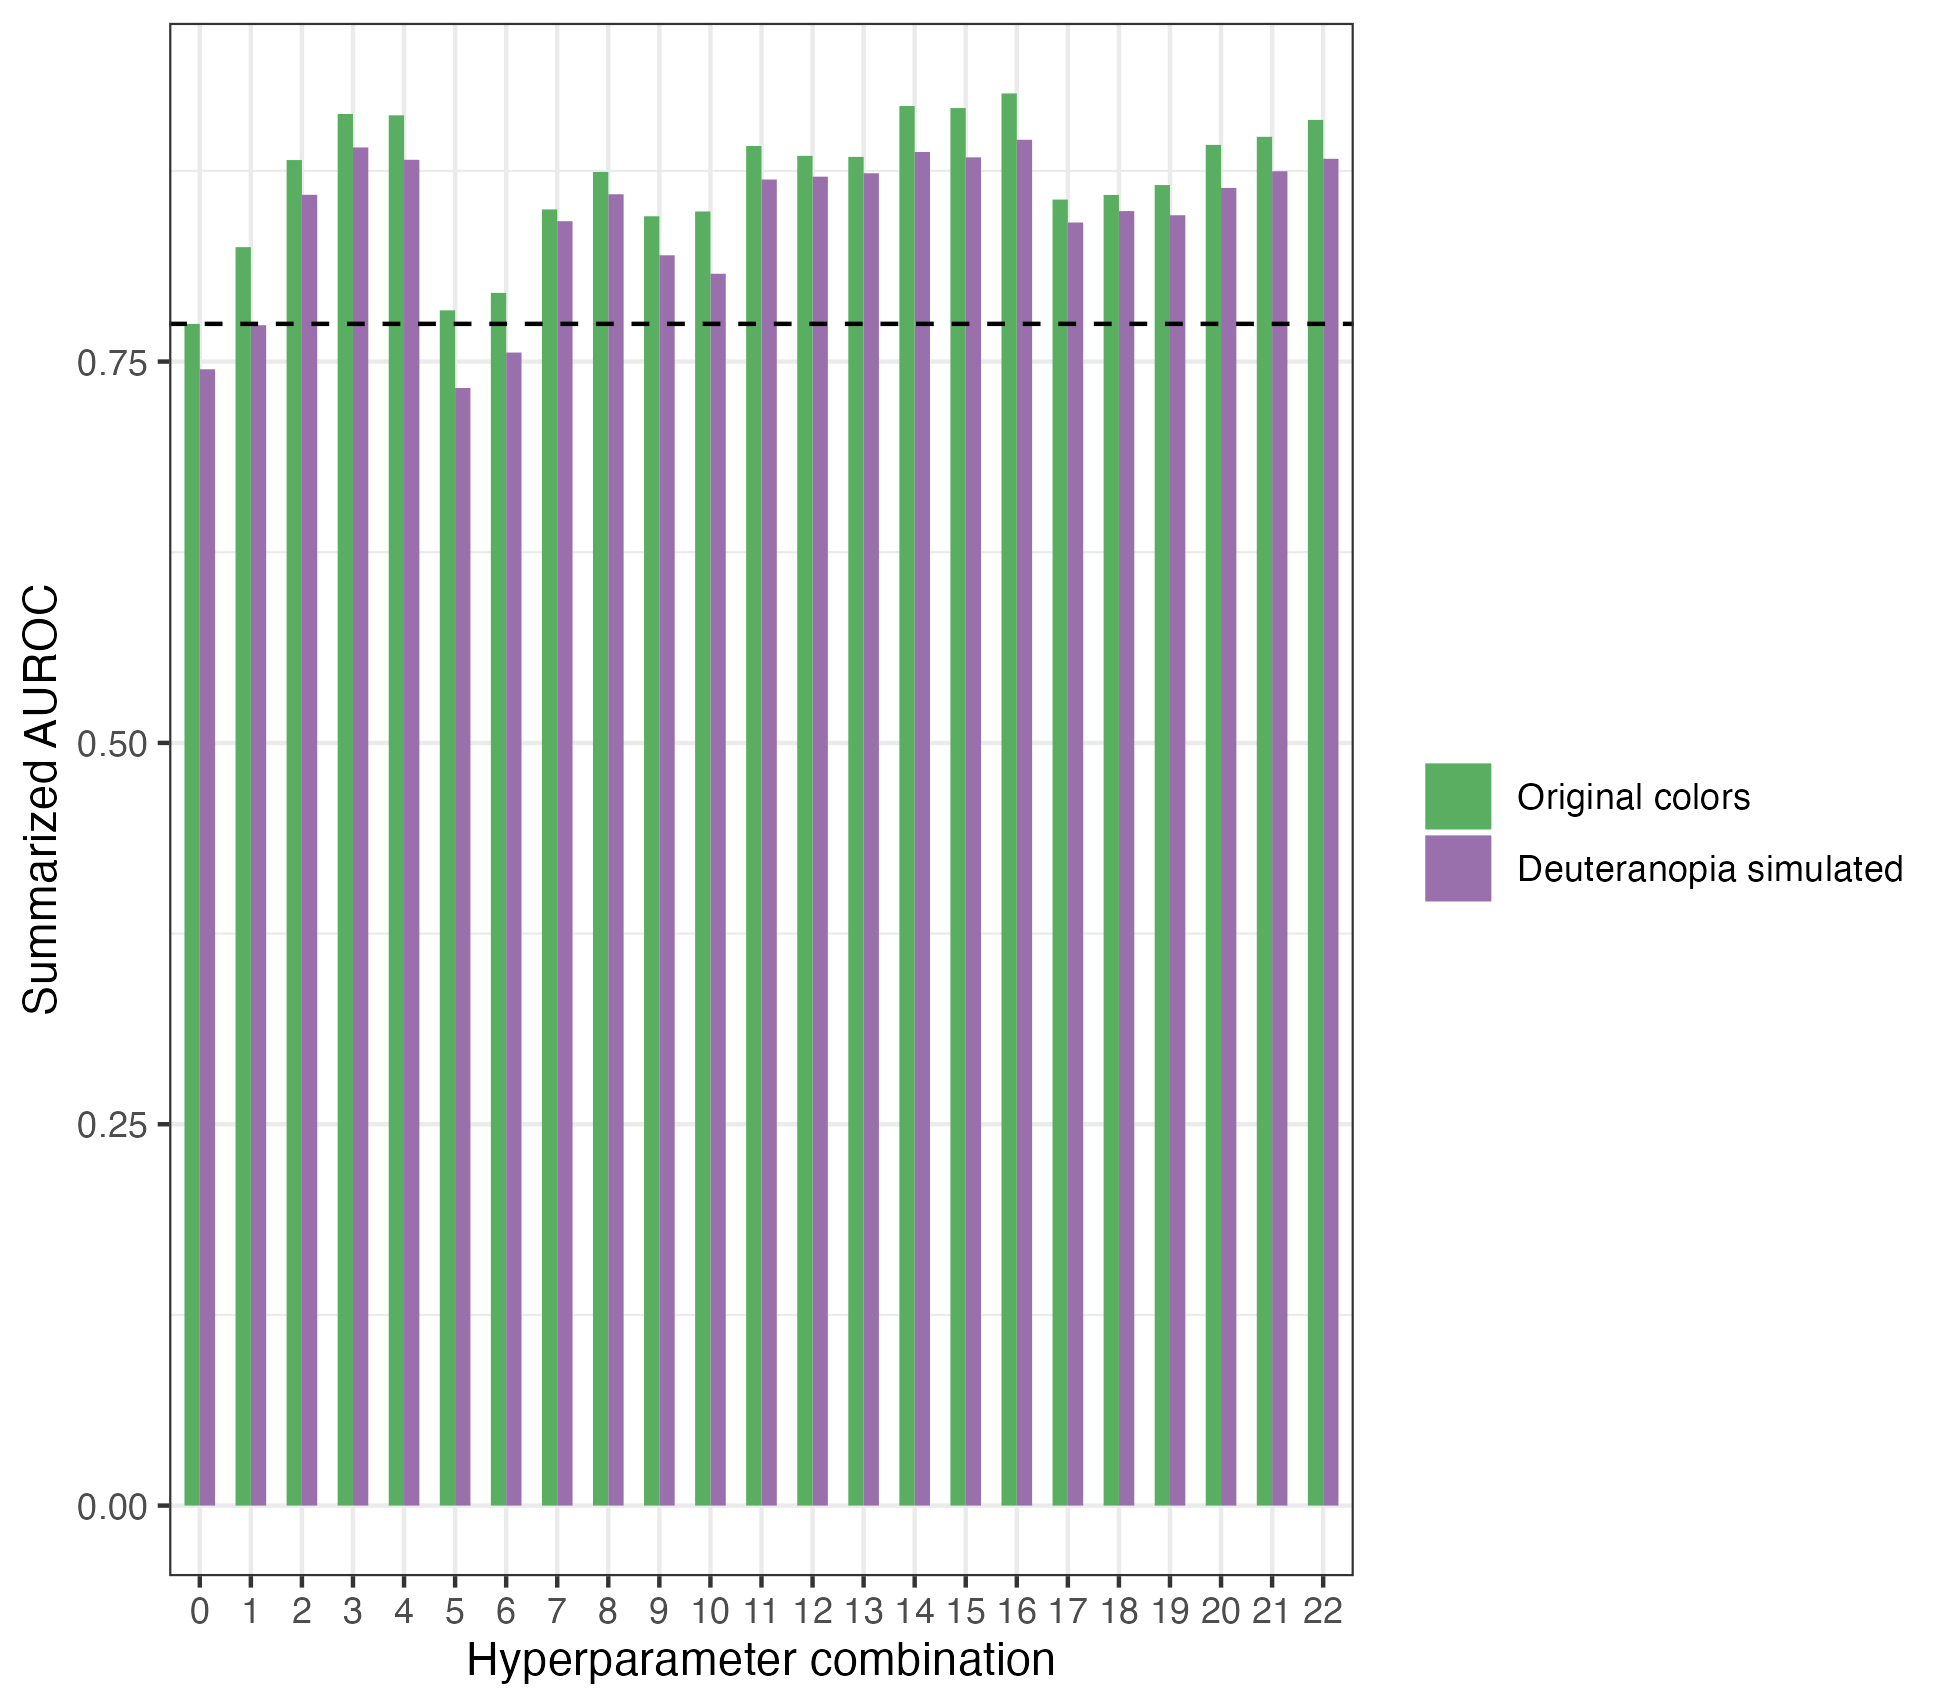 Summarized AUROC
0.75
0.50
0.25
0.00
0 1 2 3 4 5 6 7 8 9 10 11 12 13 14 15 16 17 18 19 20 21 22
Hyperparameter combination
Original colors
Deuteranopia simulated